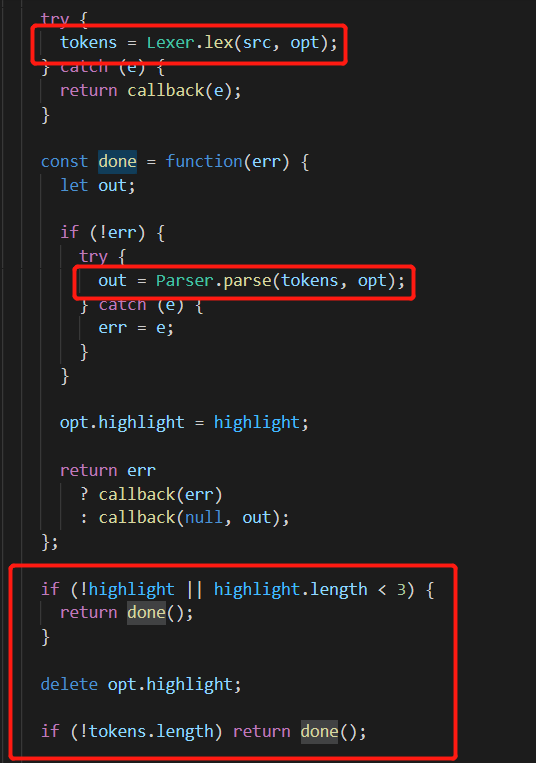 try {
tokens = Lexer.lex(src, opt);
} catch (e) {
return callback(e);
}
const done = function(err) {
let out;
if (!err) {
try {
out = Parser.parse(tokens, opt);
} catch (e) {
err = e;
}
}
opt.highlight = highlight;
return err
? callback(err)
: callback(null, out);
};
if (!highlight || highlight.length < 3) {
return done();
}
delete opt.highlight;
if (!tokens.length) return done();